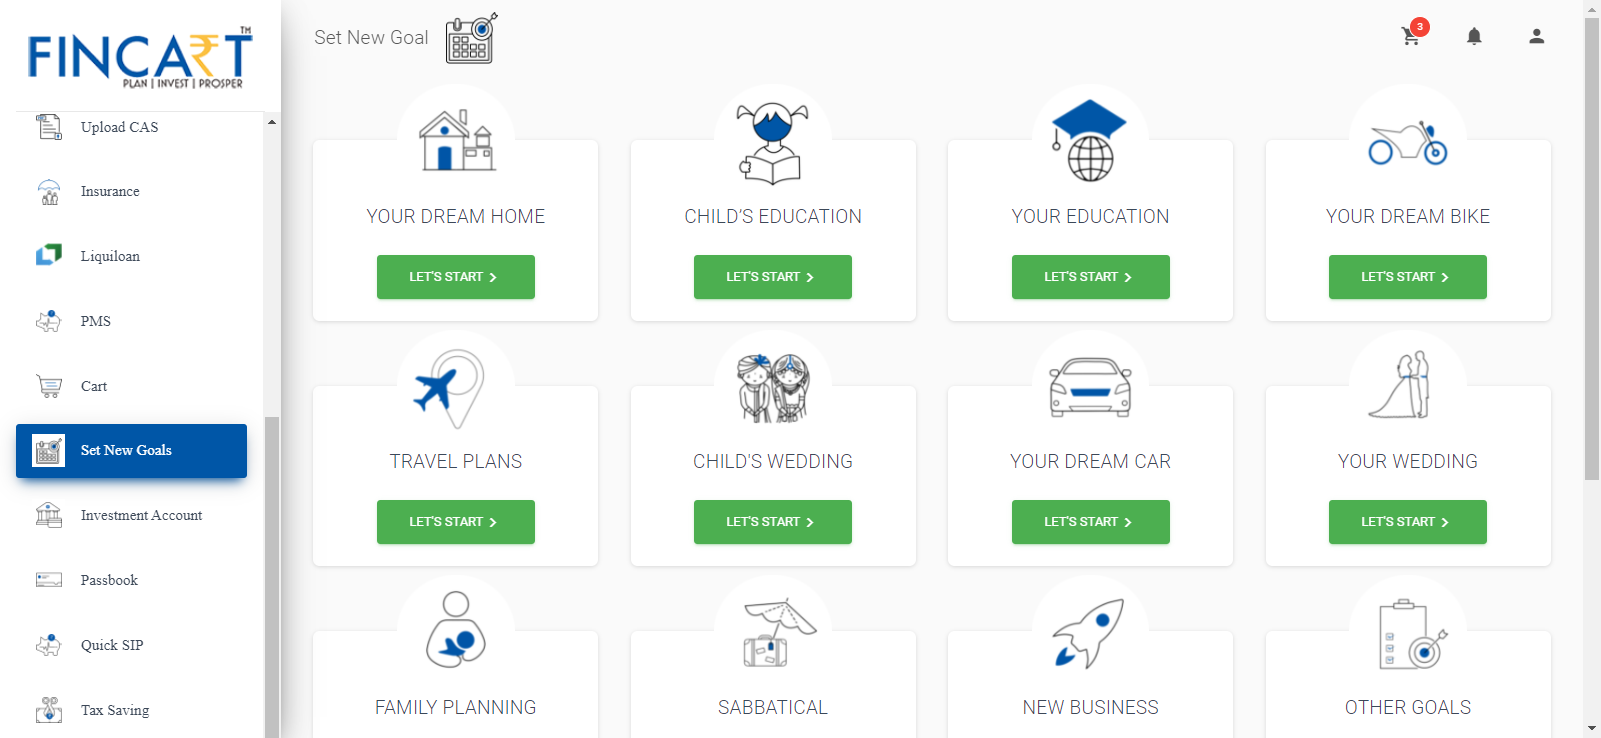 FINCART™
PLAN | INVEST | PROSPER
Upload CAS
Insurance
Liquiloan
PMS
Cart
Set New Goals
Investment Account
Passbook
Quick SIP
Tax Saving
Set New Goal
3
YOUR DREAM HOME
LET'S START
CHILD'S EDUCATION
LET'S START
YOUR EDUCATION
LET'S START
YOUR DREAM BIKE
LET'S START
TRAVEL PLANS
LET'S START
CHILD'S WEDDING
LET'S START
YOUR DREAM CAR
LET'S START
YOUR WEDDING
LET'S START
FAMILY PLANNING
SABBATICAL
NEW BUSINESS
OTHER GOALS